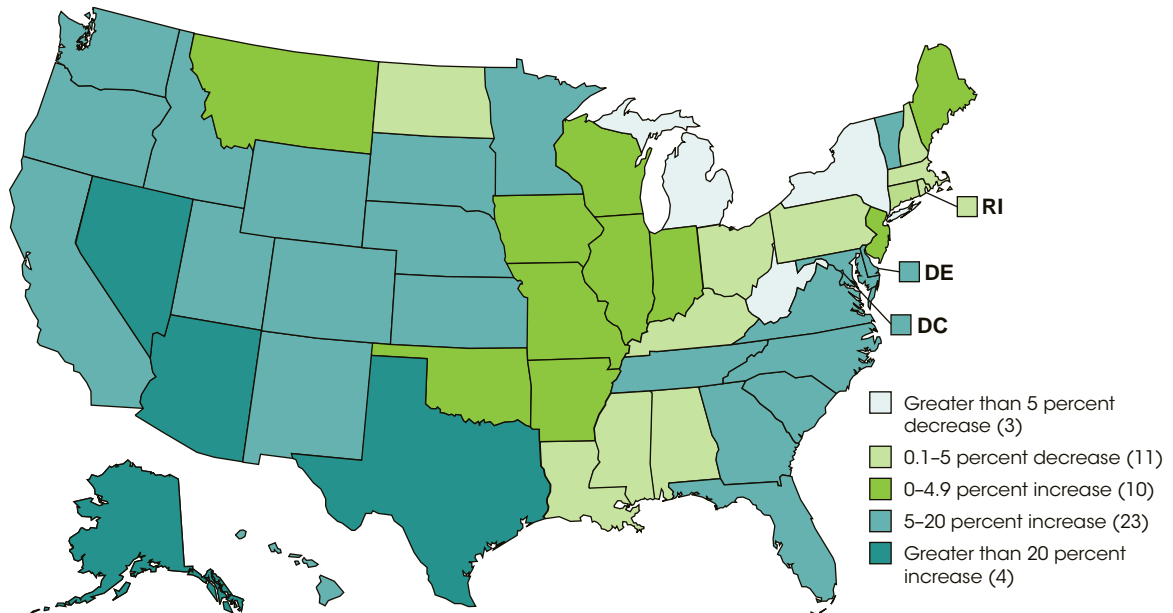 RI
DE
DC
Greater than 5 percent
decrease (3)
0.1–5 percent decrease (11)
0–4.9 percent increase (10)
5–20 percent increase (23)
Greater than 20 percent
increase (4)